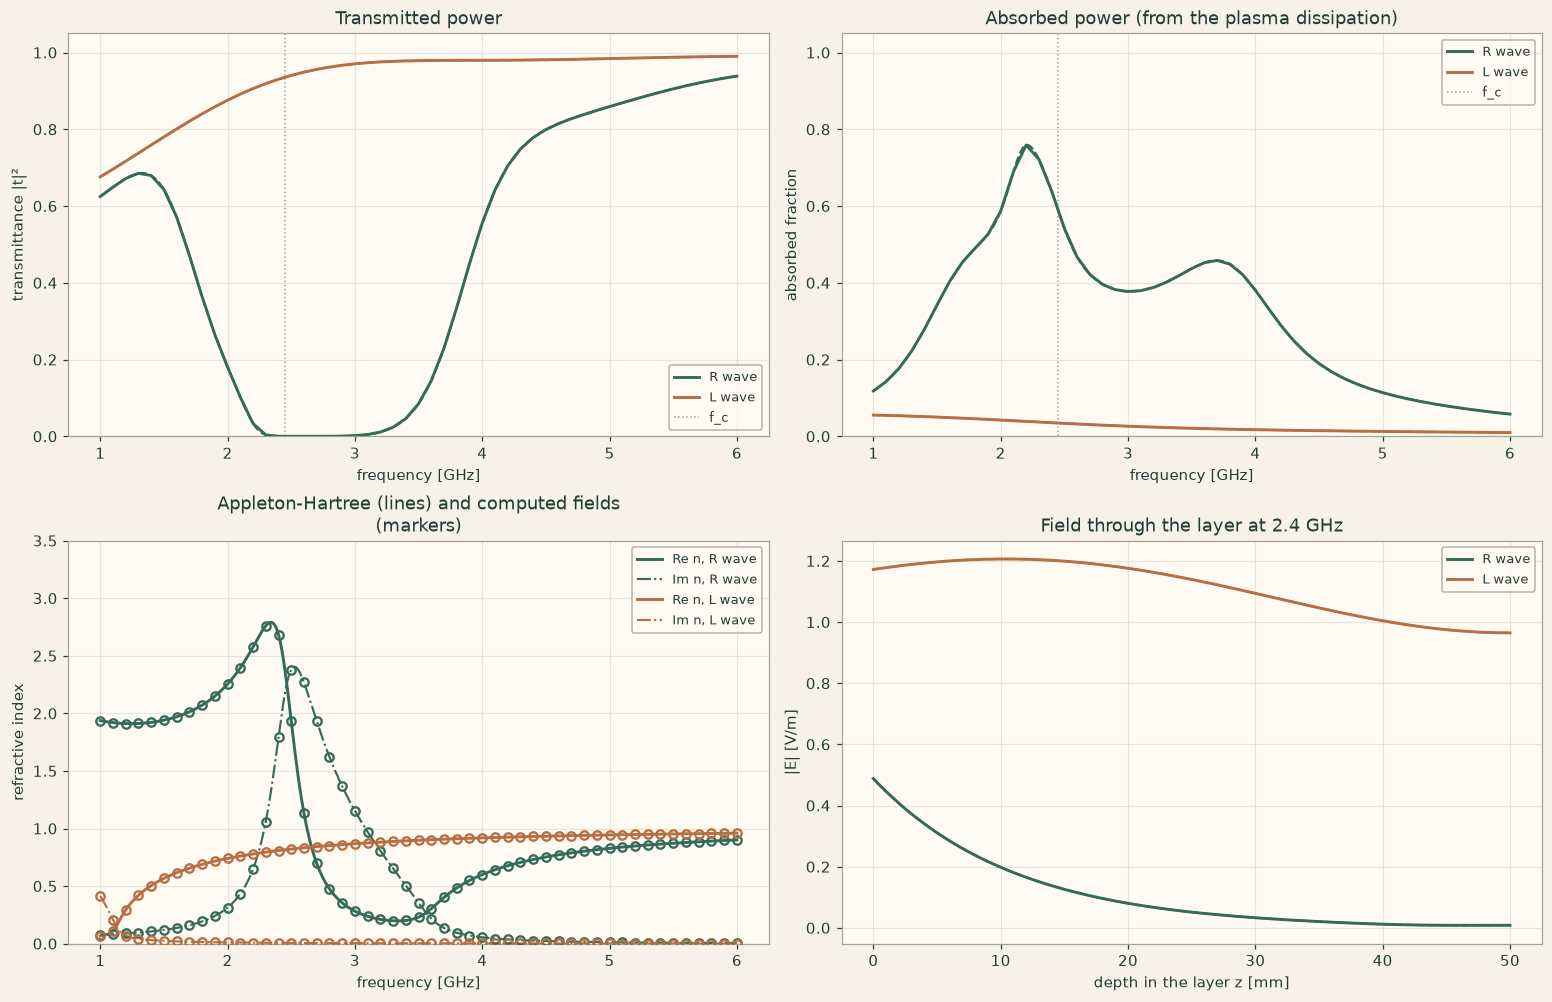 Transmitted power
transmittance |t|²
1.0
0.8
0.6
0.4
0.2
0.0
1 2 3 4 5 6
frequency [GHz]
R wave
L wave
f_c
Absorbed power (from the plasma dissipation)
absorbed fraction
1.0
0.8
0.6
0.4
0.2
0.0
1 2 3 4 5 6
frequency [GHz]
R wave
L wave
f_c
Appleton-Hartree (lines) and computed fields
(markers)
refractive index
3.5
3.0
2.5
2.0
1.5
1.0
0.5
0.0
1 2 3 4 5 6
frequency [GHz]
Re n, R wave
Im n, R wave
Re n, L wave
Im n, L wave
Field through the layer at 2.4 GHz
|E| [V/m]
1.2
1.0
0.8
0.6
0.4
0.2
0.0
0 10 20 30 40 50
depth in the layer z [mm]
R wave
L wave